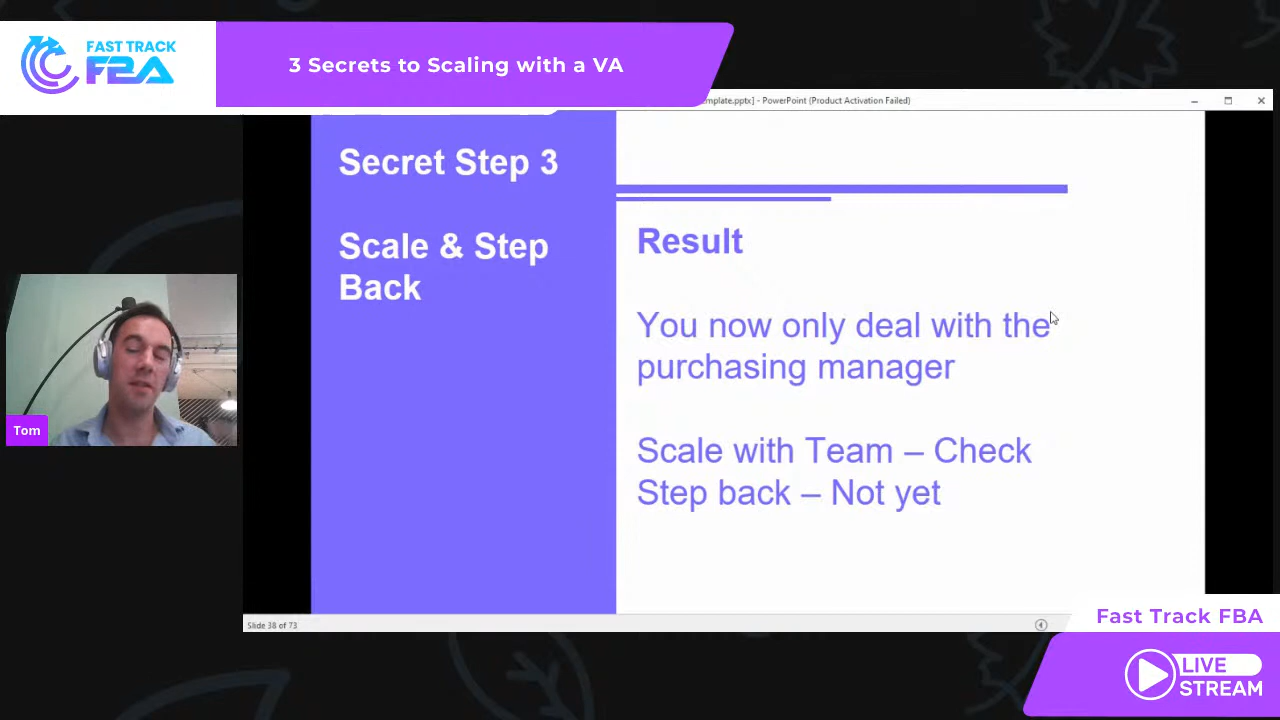 FAST TRACK
FBA
3 Secrets to Scaling with a VA
emplate.pptx] - PowerPoint (Product Activation Failed)
Secret Step 3
Scale & Step
Back
Result
You now only deal with the
purchasing manager
Scale with Team – Check
Step back – Not yet
Tom
Slide 38 of 73
Fast Track FBA
LIVE
STREAM